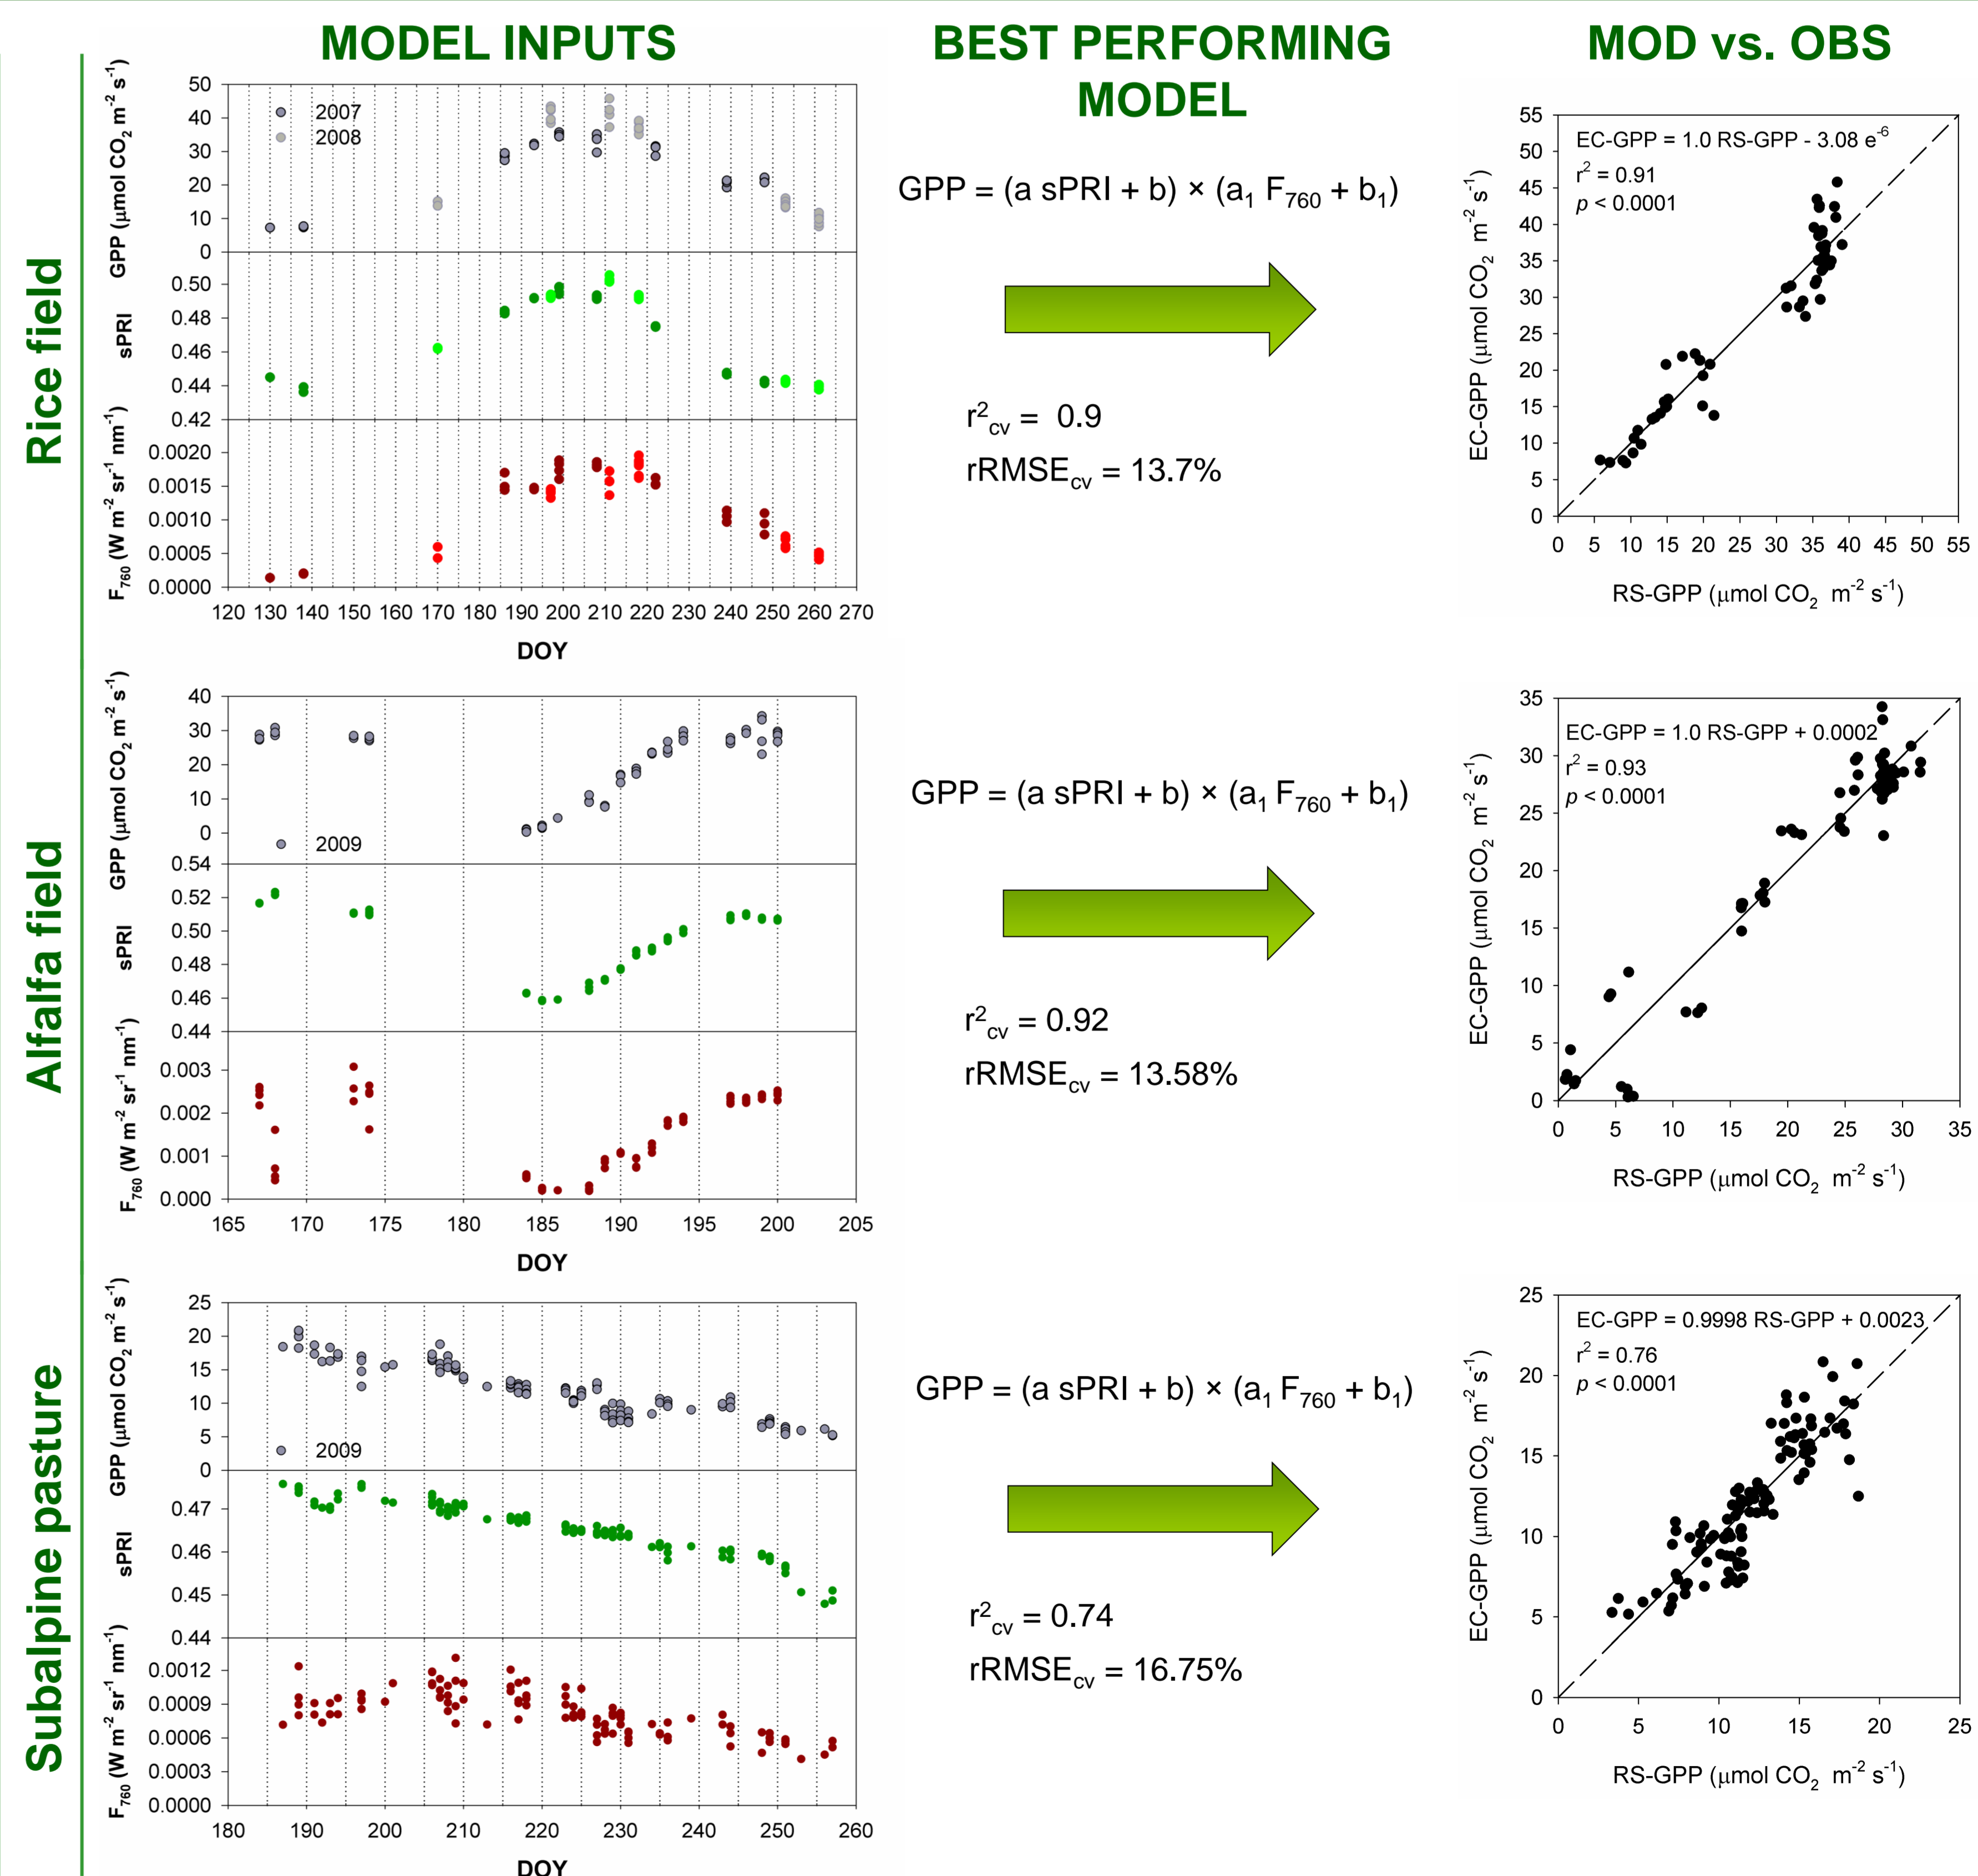 MODEL INPUTS
BEST PERFORMING
MODEL
MOD vs. OBS
Rice field
GPP (μmol CO₂ m⁻² s⁻¹)
50
40
30
20
10
0
2007
2008
sPRI
0.50
0.48
0.46
0.44
0.42
F₇₆₀ (W m⁻² sr⁻¹ nm⁻¹)
0.0020
0.0015
0.0010
0.0005
0.0000
120 130 140 150 160 170 180 190 200 210 220 230 240 250 260 270
DOY
GPP = (a sPRI + b) × (a₁ F₇₆₀ + b₁)
r²cv = 0.9
rRMSEcv = 13.7%
EC-GPP = 1.0 RS-GPP - 3.08 e⁻⁶
r² = 0.91
p < 0.0001
EC-GPP (μmol CO₂ m⁻² s⁻¹)
55
50
45
40
35
30
25
20
15
10
5
0
0 5 10 15 20 25 30 35 40 45 50 55
RS-GPP (μmol CO₂ m⁻² s⁻¹)
Alfalfa field
GPP (μmol CO₂ m⁻² s⁻¹)
40
30
20
10
0
2009
sPRI
0.54
0.52
0.50
0.48
0.46
0.44
F₇₆₀ (W m⁻² sr⁻¹ nm⁻¹)
0.003
0.002
0.001
0.000
165 170 175 180 185 190 195 200 205
DOY
GPP = (a sPRI + b) × (a₁ F₇₆₀ + b₁)
r²cv = 0.92
rRMSEcv = 13.58%
EC-GPP = 1.0 RS-GPP + 0.0002
r² = 0.93
p < 0.0001
EC-GPP (μmol CO₂ m⁻² s⁻¹)
35
30
25
20
15
10
5
0
0 5 10 15 20 25 30 35
RS-GPP (μmol CO₂ m⁻² s⁻¹)
Subalpine pasture
GPP (μmol CO₂ m⁻² s⁻¹)
25
20
15
10
5
0
2009
sPRI
0.47
0.46
0.45
0.44
F₇₆₀ (W m⁻² sr⁻¹ nm⁻¹)
0.0012
0.0009
0.0006
0.0003
0.0000
180 190 200 210 220 230 240 250 260
DOY
GPP = (a sPRI + b) × (a₁ F₇₆₀ + b₁)
r²cv = 0.74
rRMSEcv = 16.75%
EC-GPP = 0.9998 RS-GPP + 0.0023
r² = 0.76
p < 0.0001
EC-GPP (μmol CO₂ m⁻² s⁻¹)
25
20
15
10
5
0
0 5 10 15 20 25
RS-GPP (μmol CO₂ m⁻² s⁻¹)